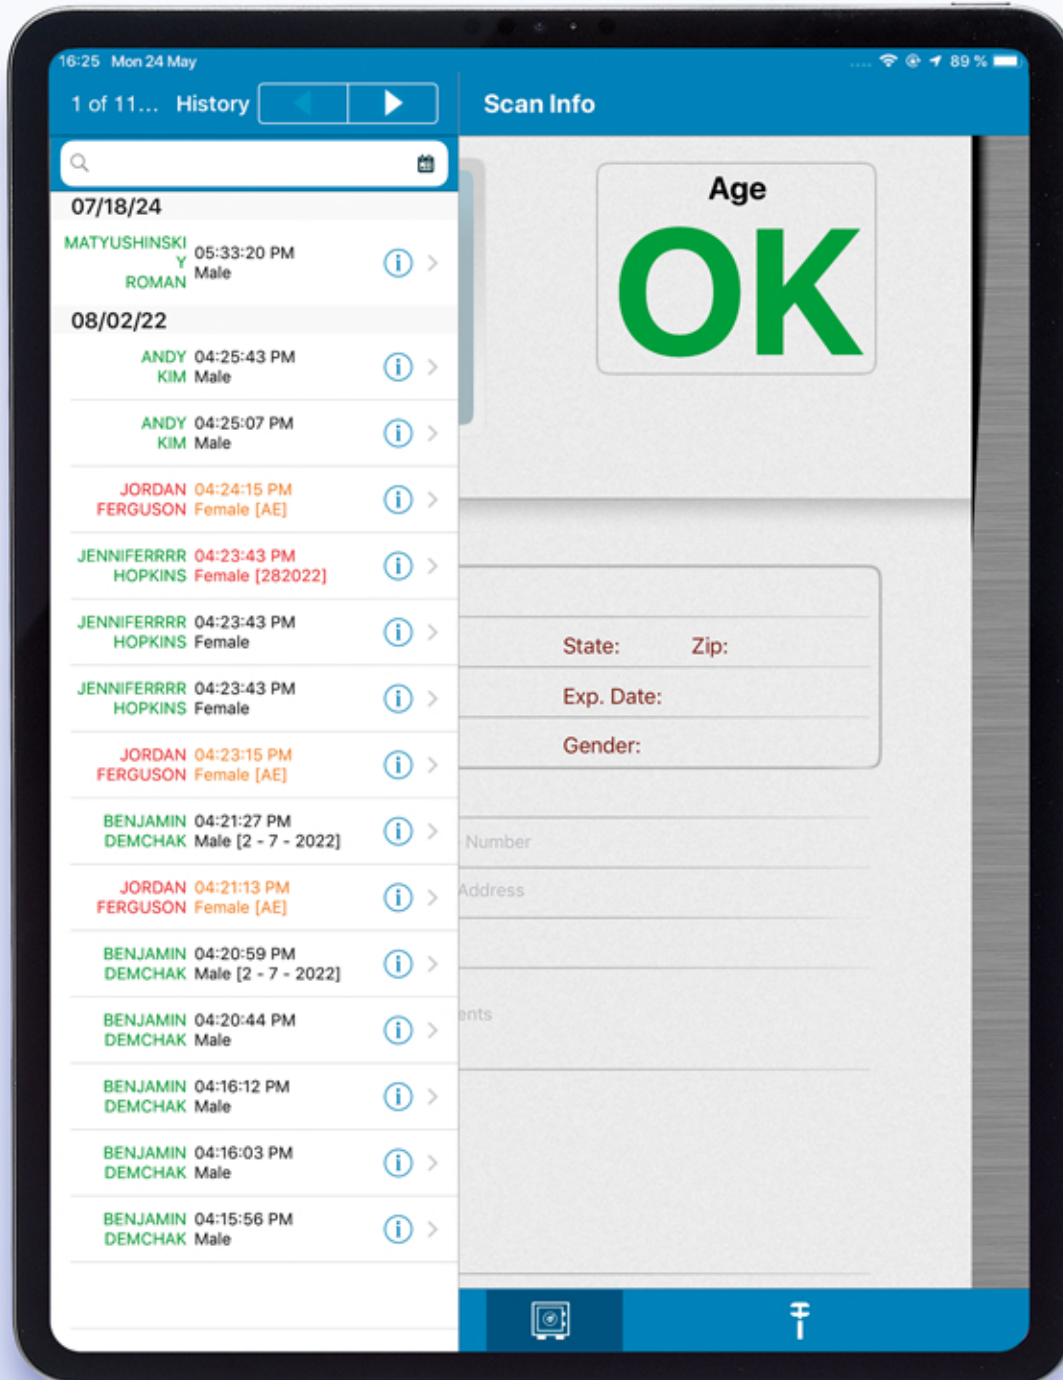 16:25 Mon 24 May
89 %
1 of 11... History
Scan Info
07/18/24
MATYUSHINSKI
Y
ROMAN
05:33:20 PM
Male
08/02/22
ANDY 04:25:43 PM
KIM Male
ANDY 04:25:07 PM
KIM Male
JORDAN 04:24:15 PM
FERGUSON Female [AE]
JENNIFERRRR 04:23:43 PM
HOPKINS Female [282022]
JENNIFERRRR 04:23:43 PM
HOPKINS Female
JENNIFERRRR 04:23:43 PM
HOPKINS Female
JORDAN 04:23:15 PM
FERGUSON Female [AE]
BENJAMIN 04:21:27 PM
DEMCHAK Male [2 - 7 - 2022]
JORDAN 04:21:13 PM
FERGUSON Female [AE]
BENJAMIN 04:20:59 PM
DEMCHAK Male [2 - 7 - 2022]
BENJAMIN 04:20:44 PM
DEMCHAK Male
BENJAMIN 04:16:12 PM
DEMCHAK Male
BENJAMIN 04:16:03 PM
DEMCHAK Male
BENJAMIN 04:15:56 PM
DEMCHAK Male
Age
OK
State: Zip:
Exp. Date:
Gender:
Number
Address
ents